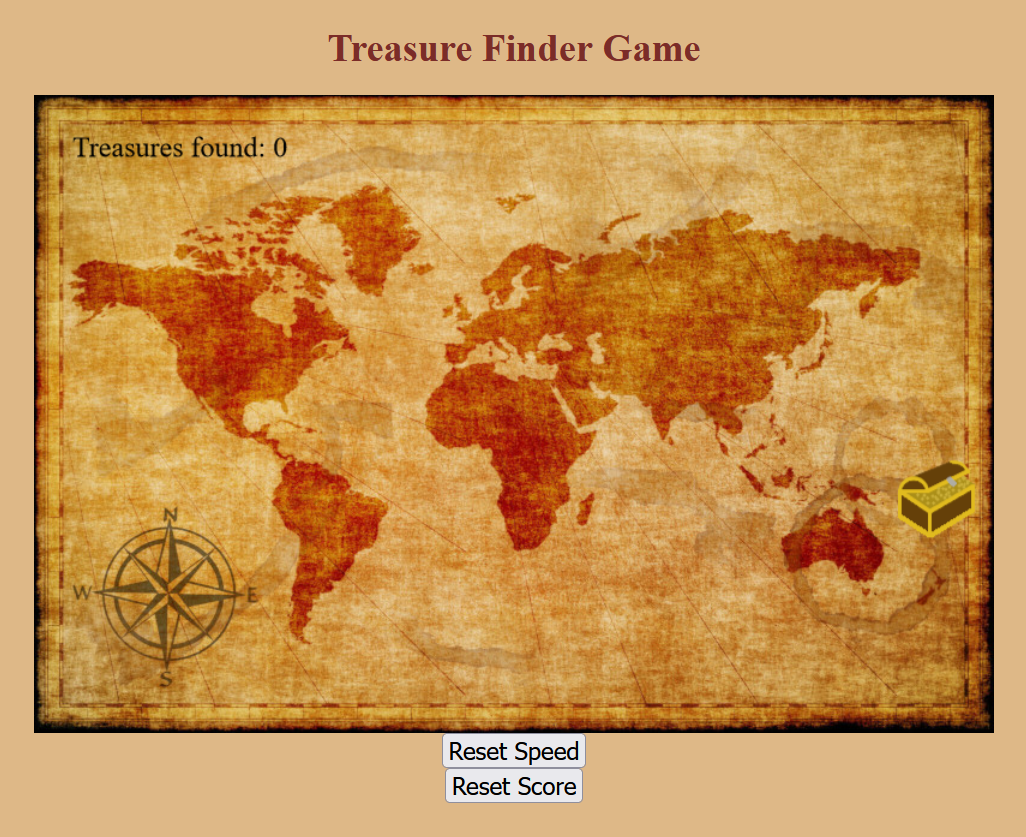 Treasure Finder Game
Treasures found: 0
N
W E
S
Reset Speed
Reset Score